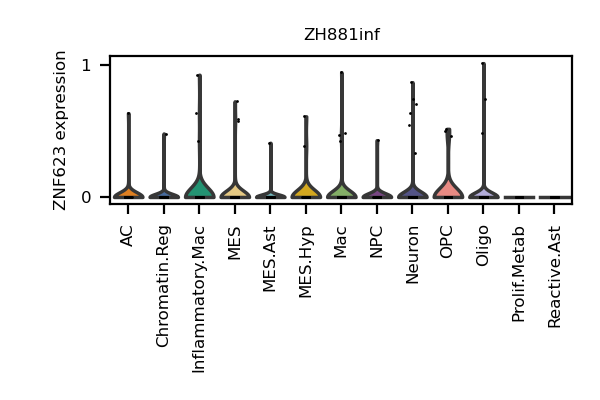 ZH881inf
ZNF623 expression
1
0
AC
Chromatin.Reg
Inflammatory.Mac
MES
MES.Ast
MES.Hyp
Mac
NPC
Neuron
OPC
Oligo
Prolif.Metab
Reactive.Ast